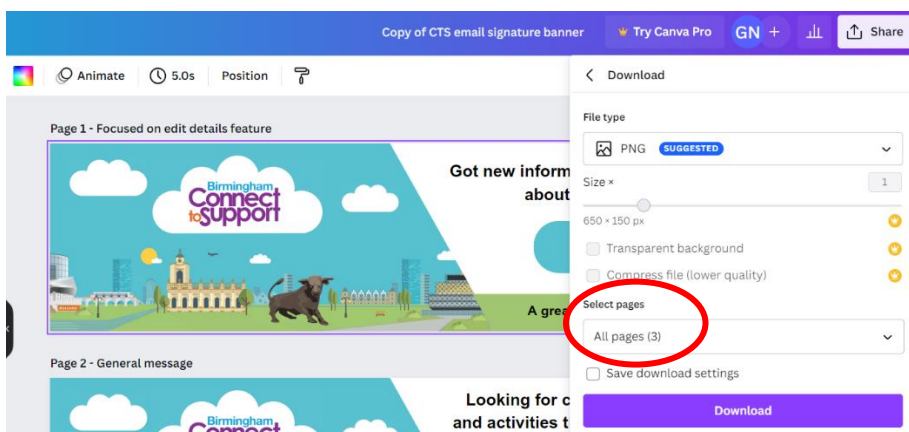 Copy of CTS email signature banner
Try Canva Pro
GN +
Share
Animate
5.0s
Position
Download
File type
PNG SUGGESTED
Size ×
1
650 × 150 px
Transparent background
Compress file (lower quality)
Select pages
All pages (3)
Save download settings
Download
Page 1 - Focused on edit details feature
Birmingham
Connect
to Support
Got new inform
about
A grea
Page 2 - General message
Birmingham
Connect
Looking for c
and activities t